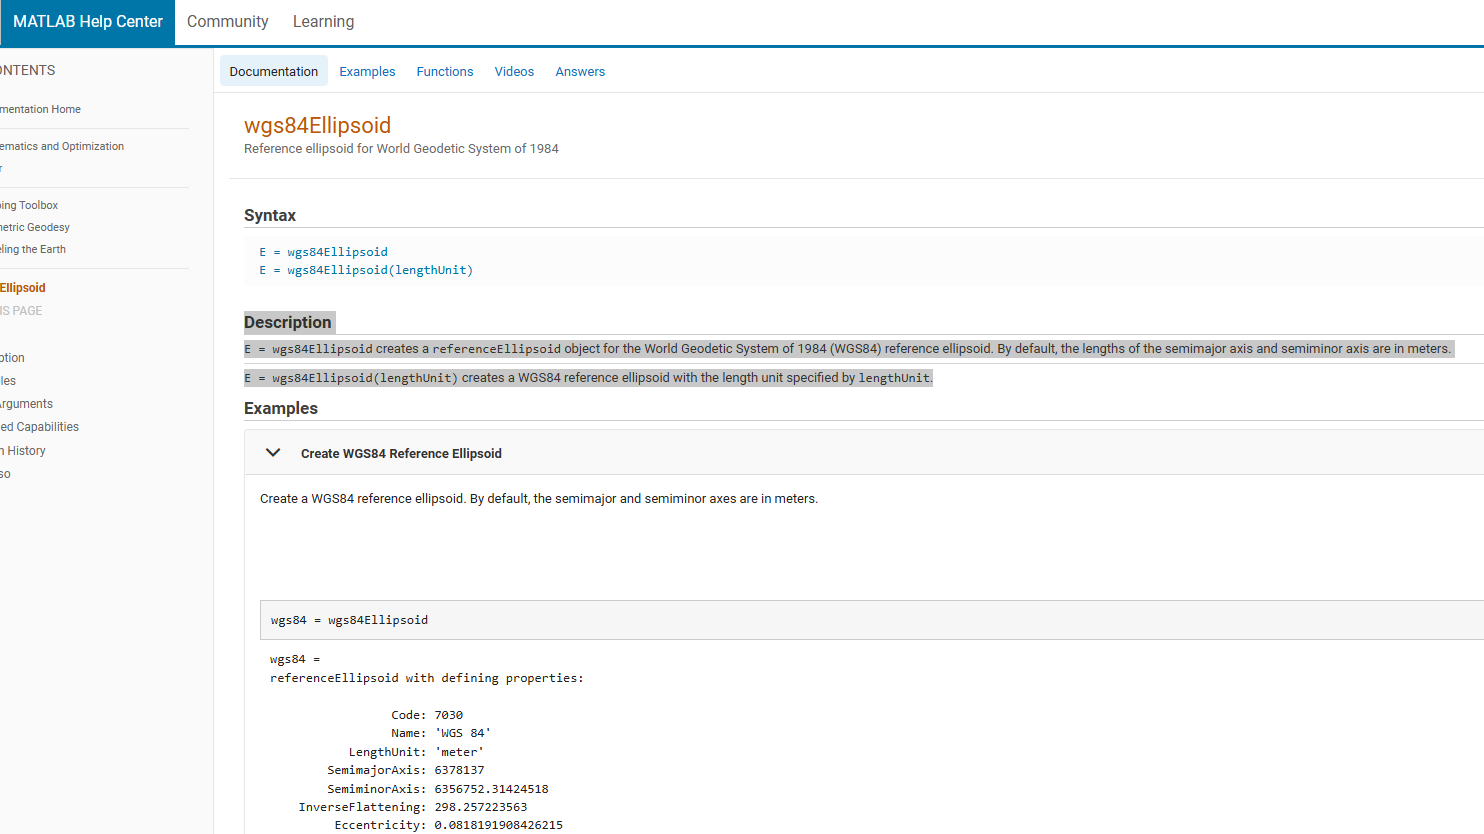 MATLAB Help Center Community Learning
ONTENTS
mentation Home
ematics and Optimization
r
ping Toolbox
metric Geodesy
eling the Earth
Ellipsoid
IS PAGE
ption
les
Arguments
ed Capabilities
n History
so
Documentation Examples Functions Videos Answers
wgs84Ellipsoid
Reference ellipsoid for World Geodetic System of 1984
Syntax
E = wgs84Ellipsoid
E = wgs84Ellipsoid(lengthUnit)
Description
E = wgs84Ellipsoid creates a referenceEllipsoid object for the World Geodetic System of 1984 (WGS84) reference ellipsoid. By default, the lengths of the semimajor axis and semiminor axis are in meters.
E = wgs84Ellipsoid(lengthUnit) creates a WGS84 reference ellipsoid with the length unit specified by lengthUnit.
Examples
Create WGS84 Reference Ellipsoid
Create a WGS84 reference ellipsoid. By default, the semimajor and semiminor axes are in meters.
wgs84 = wgs84Ellipsoid
wgs84 =
referenceEllipsoid with defining properties:
Code: 7030
Name: 'WGS 84'
LengthUnit: 'meter'
SemimajorAxis: 6378137
SemiminorAxis: 6356752.31424518
InverseFlattening: 298.257223563
Eccentricity: 0.0818191908426215